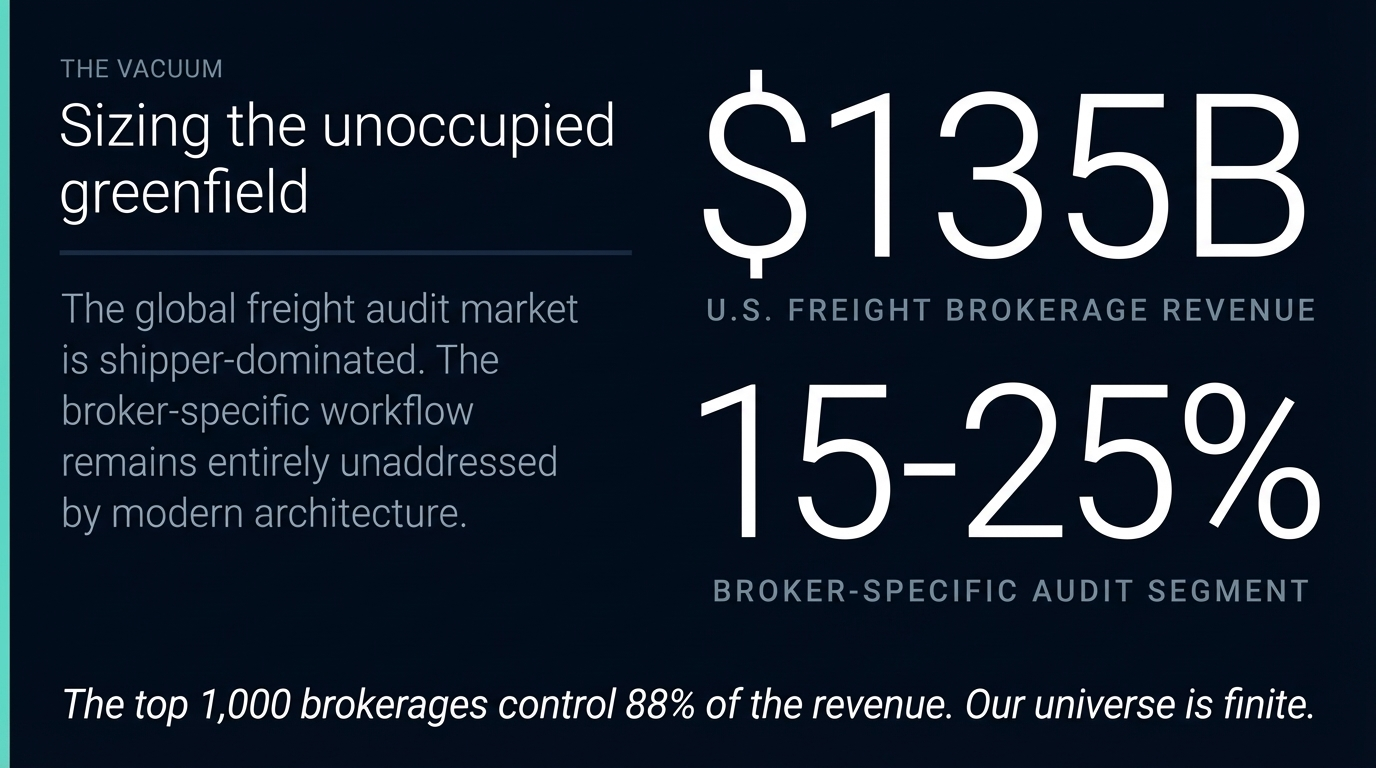 THE VACUUM
Sizing the unoccupied
greenfield
The global freight audit market
is shipper-dominated. The
broker-specific workflow
remains entirely unaddressed
by modern architecture.
$135B
U.S. FREIGHT BROKERAGE REVENUE
15-25%
BROKER-SPECIFIC AUDIT SEGMENT
The top 1,000 brokerages control 88% of the revenue. Our universe is finite.